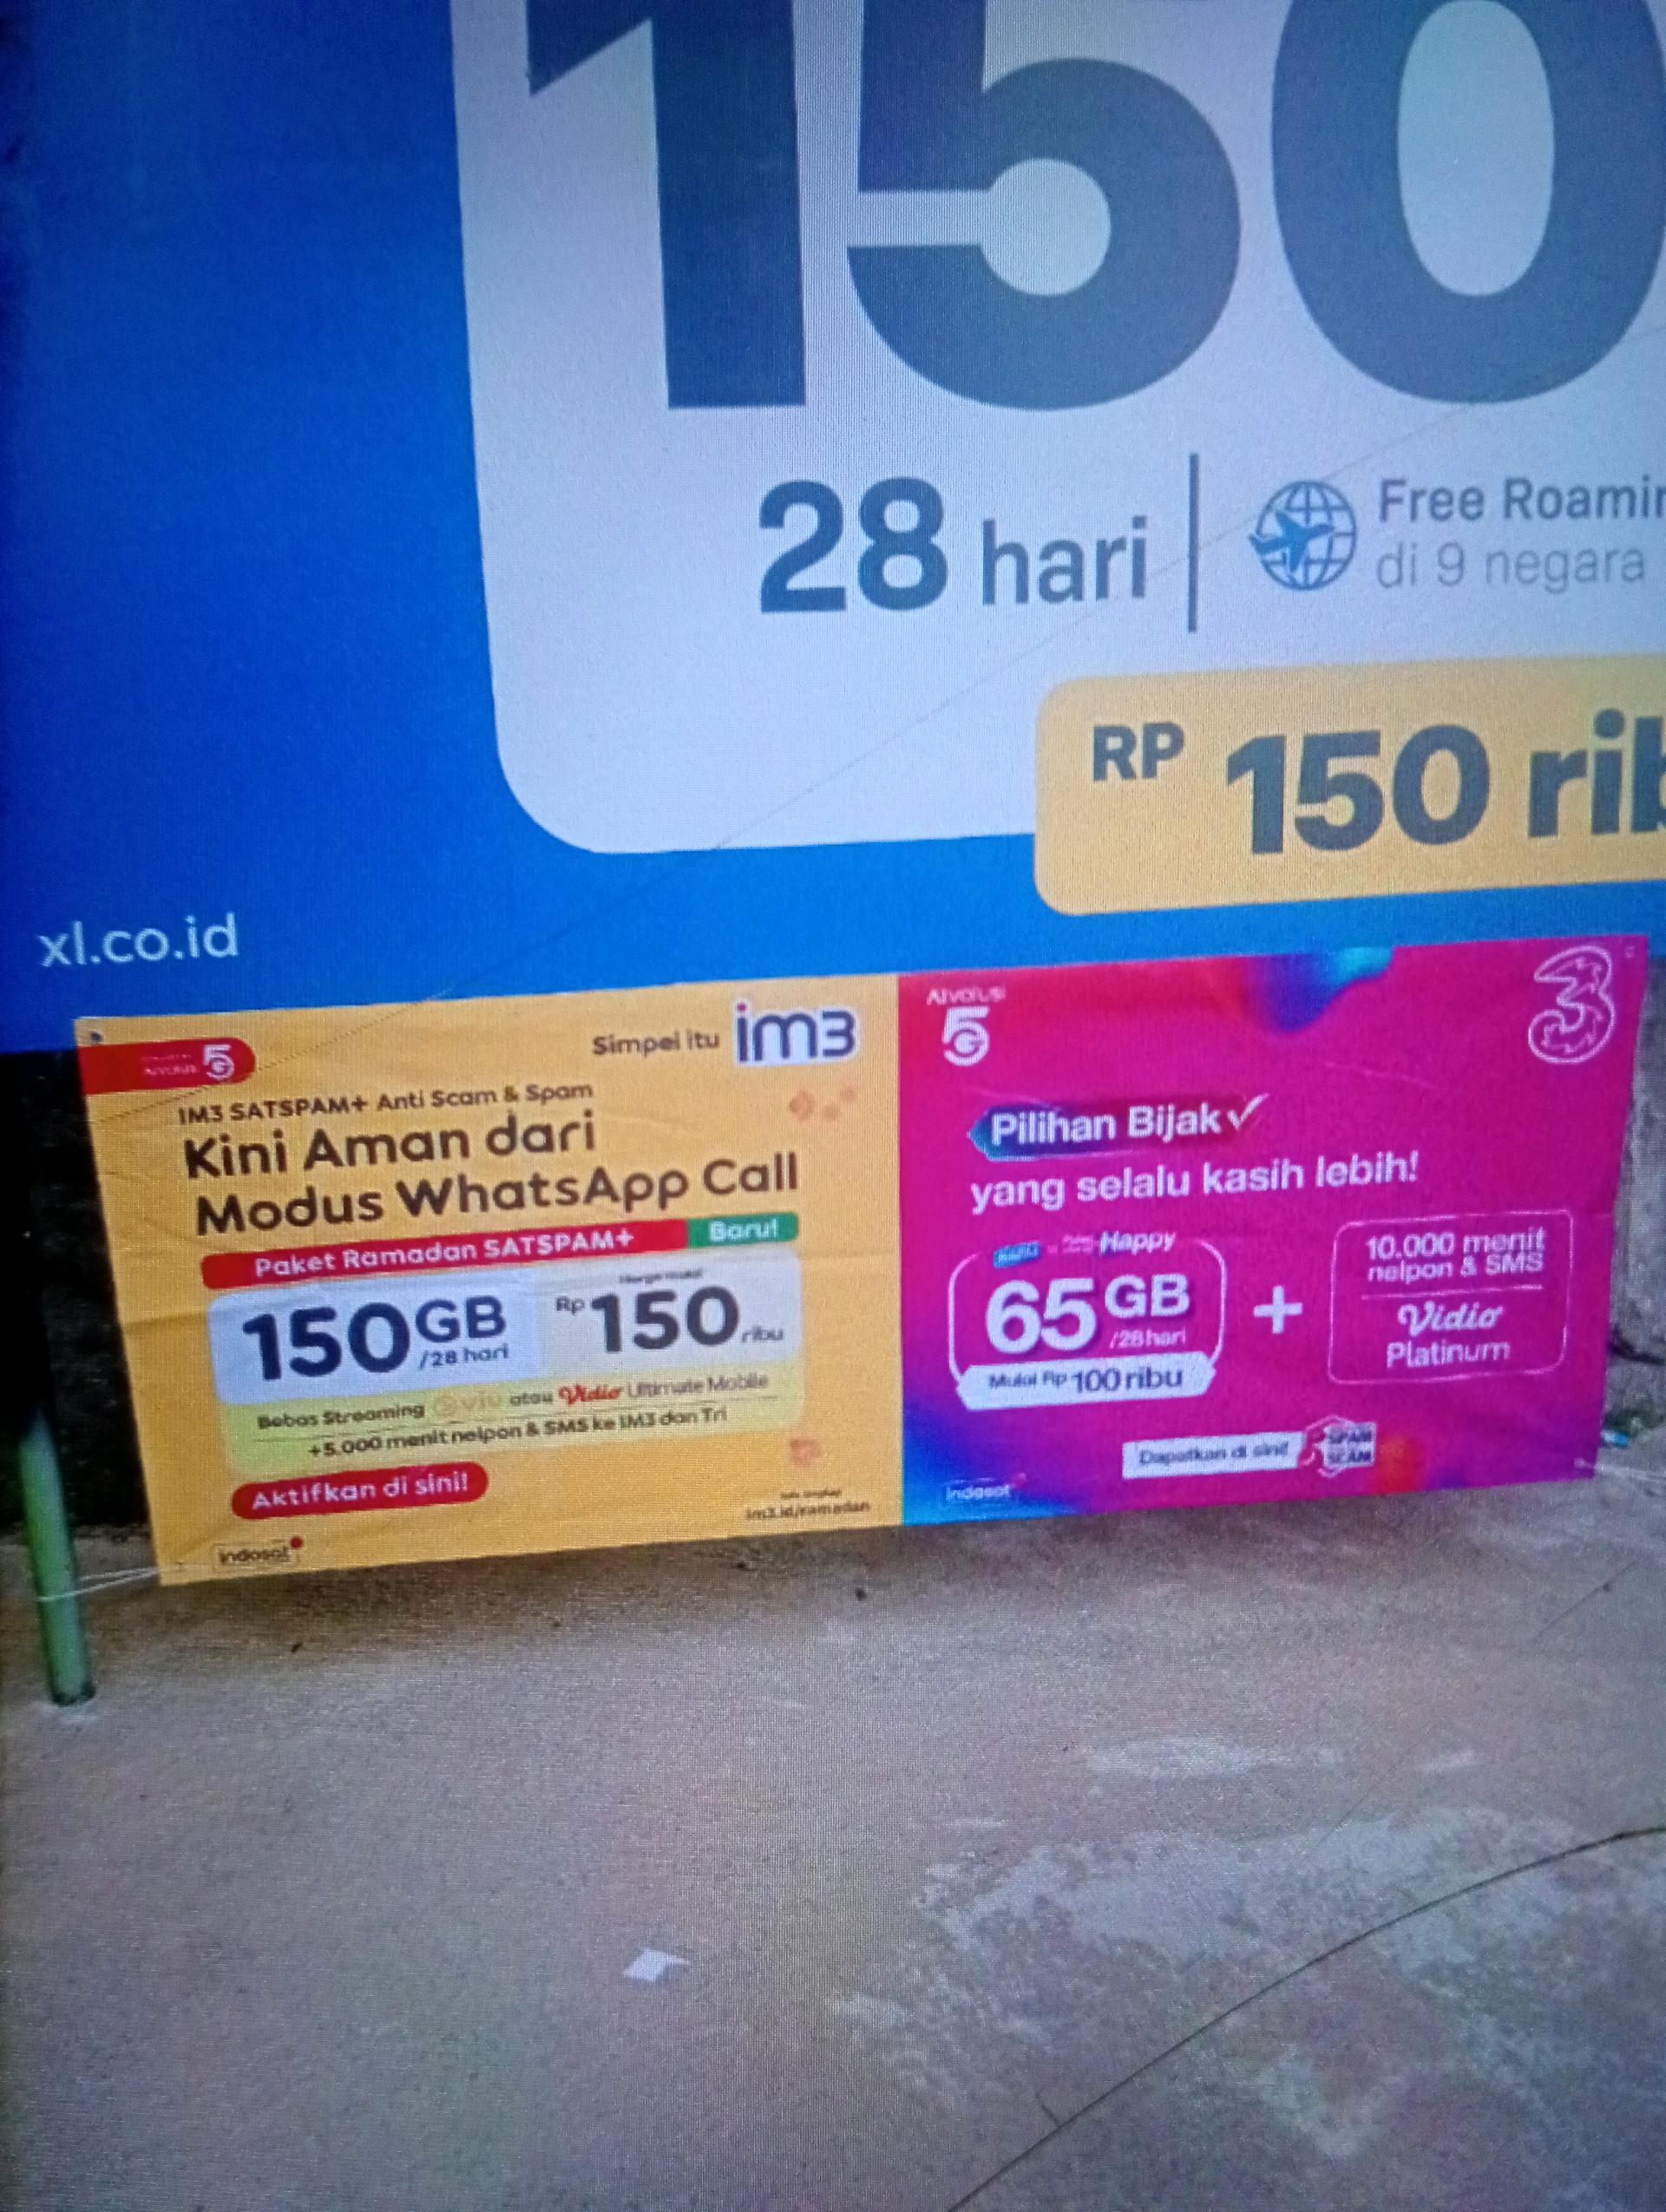 150
28 hari
Free Roamin
di 9 negara
RP 150 rib
xl.co.id
5G
Simpel itu im3
IM3 SATSPAM+ Anti Scam & Spam
Kini Aman dari
Modus WhatsApp Call
Paket Ramadan SATSPAM+ Baru!
150GB /28 hari
Rp 150 ribu
Bebas Streaming viu atau Vidio Ultimate Mobile
+5.000 menit nelpon & SMS ke IM3 dan Tri
Aktifkan di sini!
im3.id/ramadan
indosat
AIvolusi
5G
3
Pilihan Bijak
yang selalu kasih lebih!
Happy
65GB
/28 hari
Mulai Rp 100 ribu
+
10.000 menit
nelpon & SMS
Vidio
Platinum
Dapatkan di sini!
SPAM
SCAM
indosat